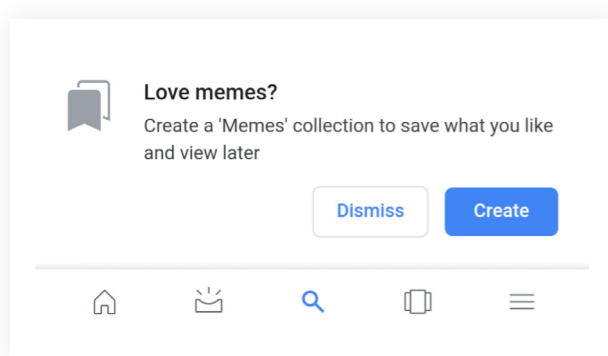 Love memes?
Create a 'Memes' collection to save what you like
and view later
Dismiss
Create